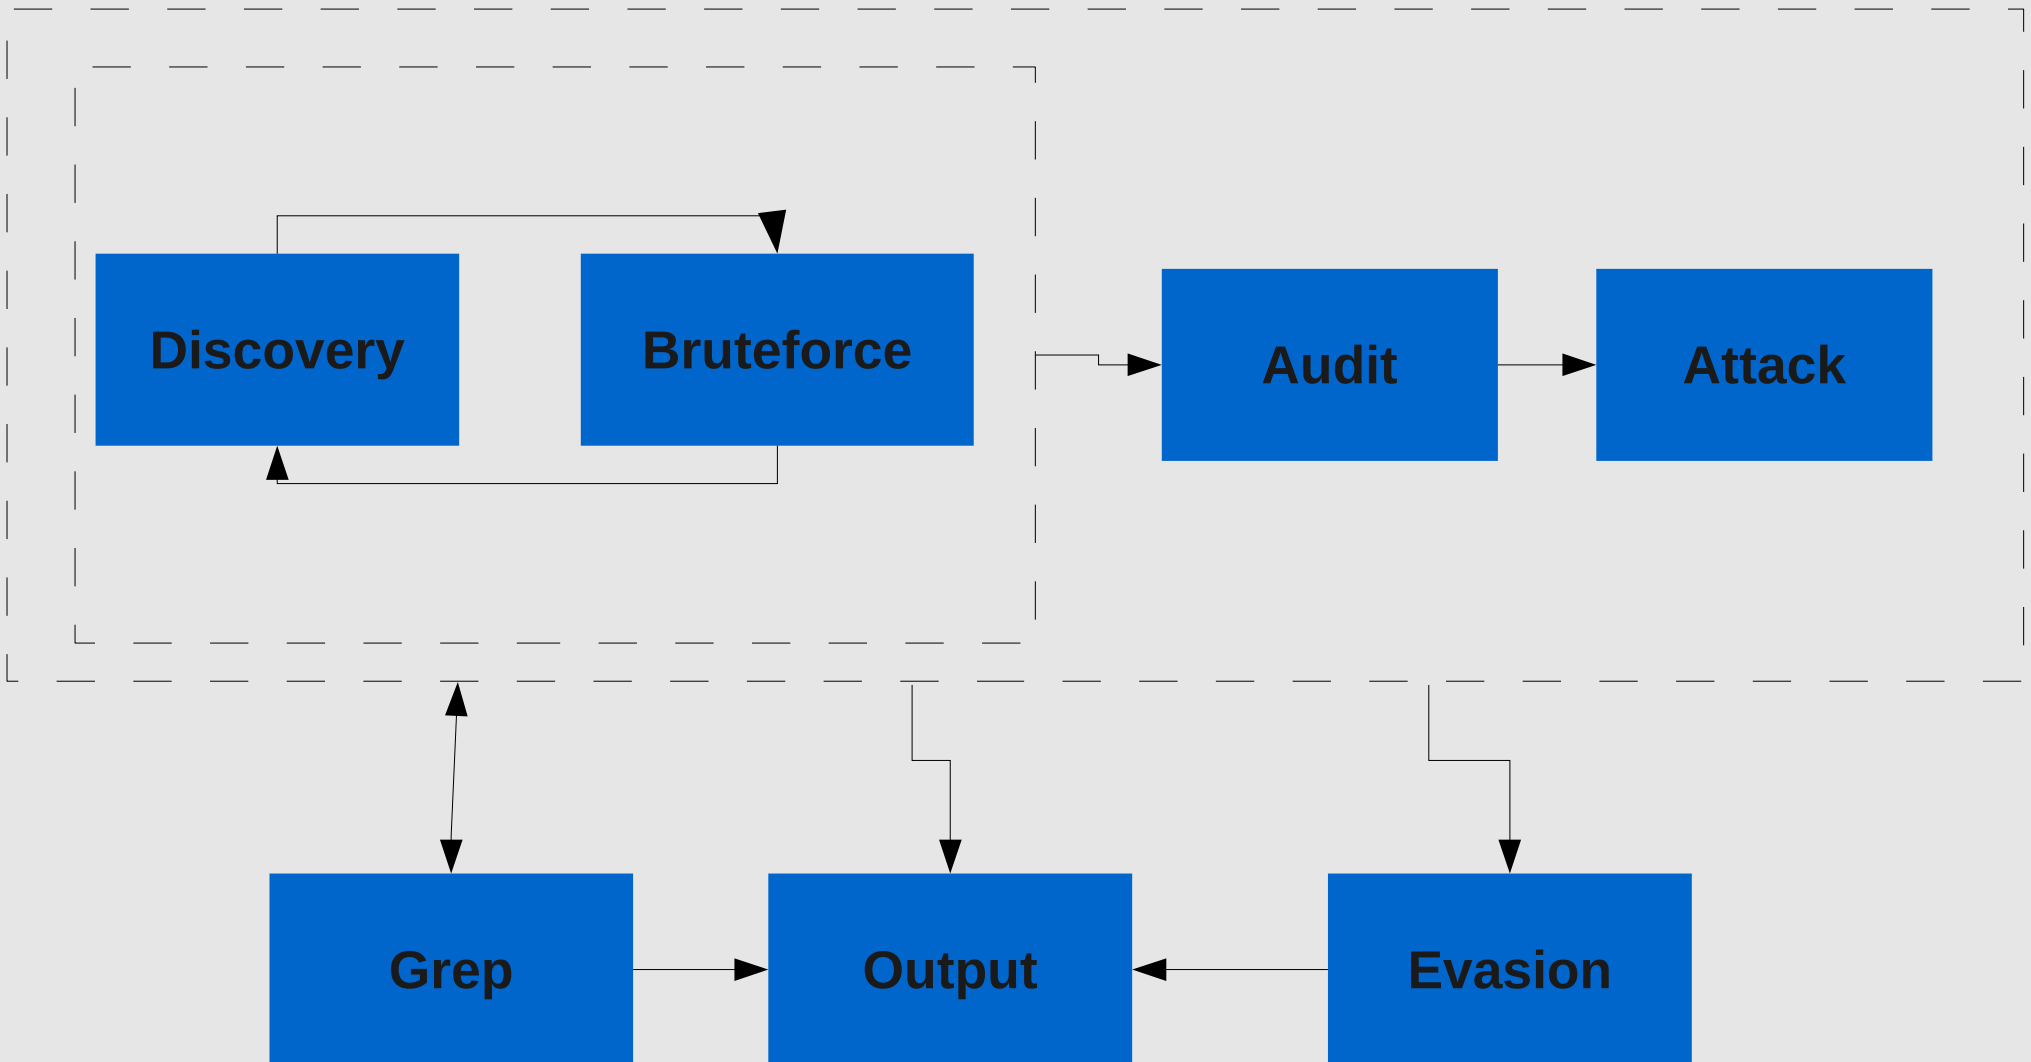 Discovery
Bruteforce
Audit
Attack
Grep
Output
Evasion